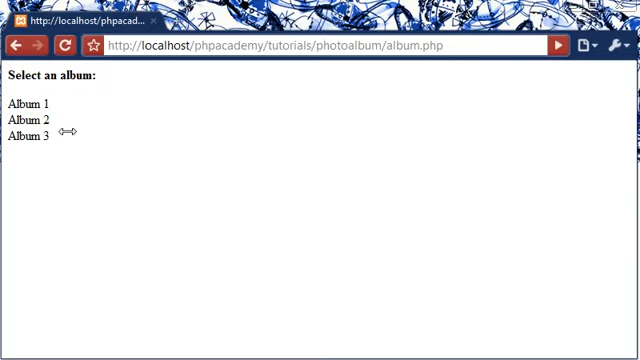 http://localhost/phpacad...
http://localhost/phpacademy/tutorials/photoalbum/album.php
Select an album:
Album 1
Album 2
Album 3